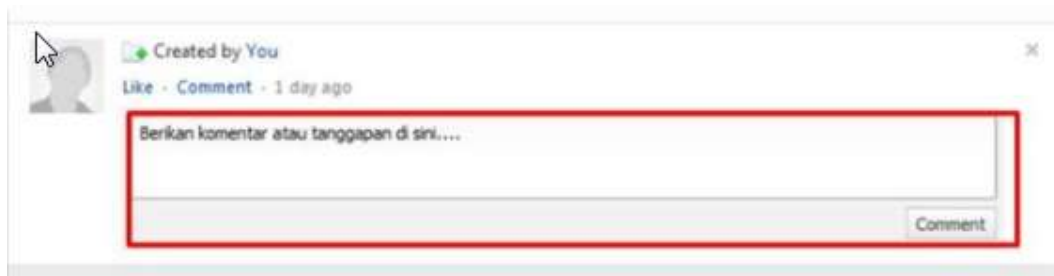 Created by You
Like · Comment · 1 day ago
Berikan komentar atau tanggapan di sini....
Comment